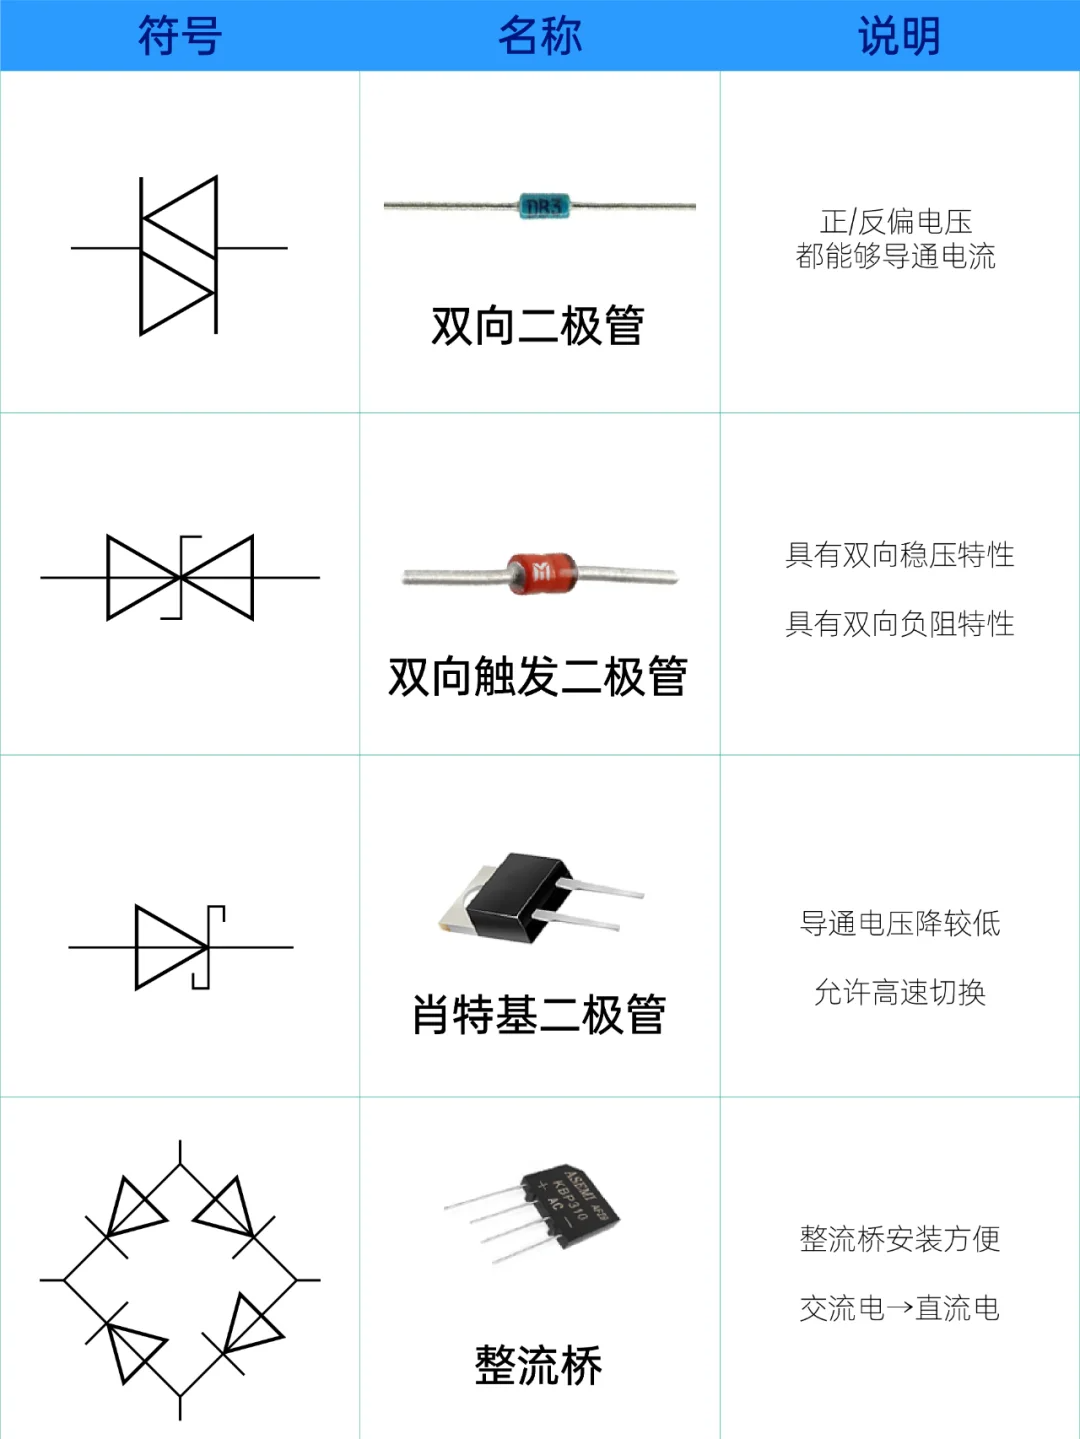 符号 名称 说明
DB3
正/反偏电压
都能够导通电流
双向二极管
具有双向稳压特性
具有双向负阻特性
双向触发二极管
导通电压降较低
允许高速切换
肖特基二极管
ASEMI
KBP310
AC
整流桥安装方便
交流电→直流电
整流桥